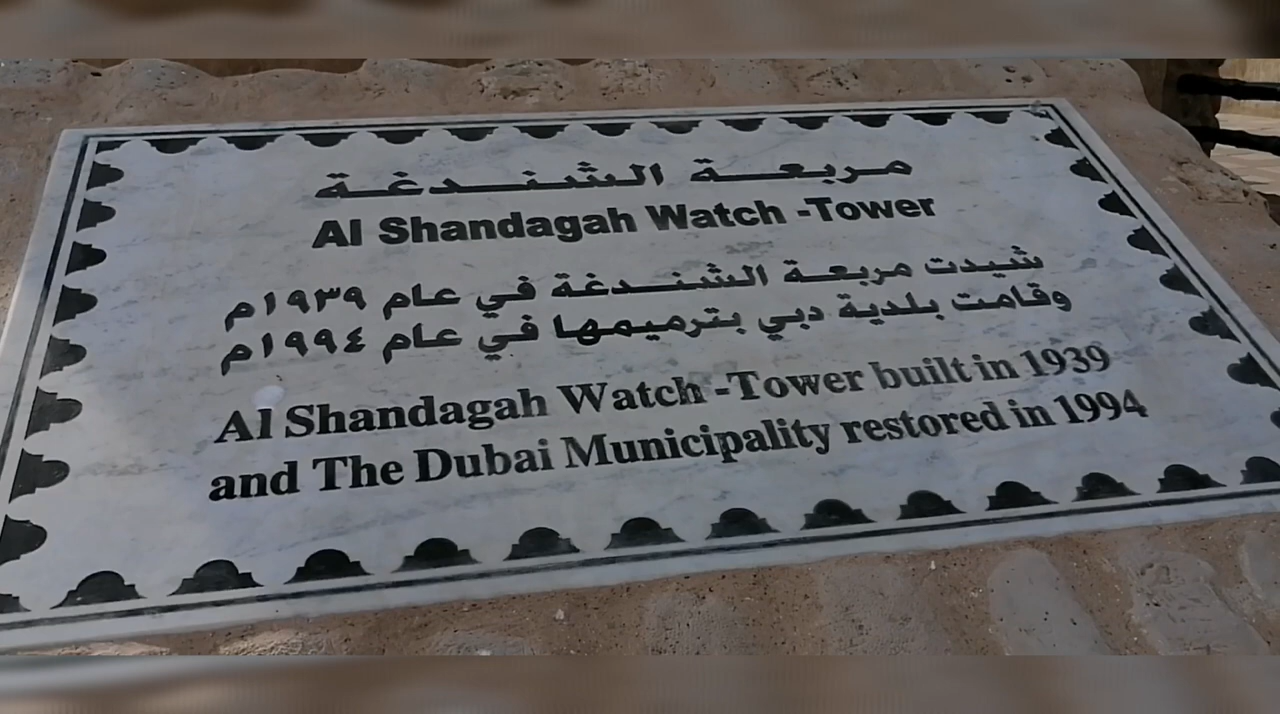 مربعة الشندغة
Al Shandagah Watch -Tower
شيدت مربعة الشندغة في عام ١٩٣٩م
وقامت بلدية دبي بترميمها في عام ١٩٩٤م
Al Shandagah Watch -Tower built in 1939
and The Dubai Municipality restored in 1994